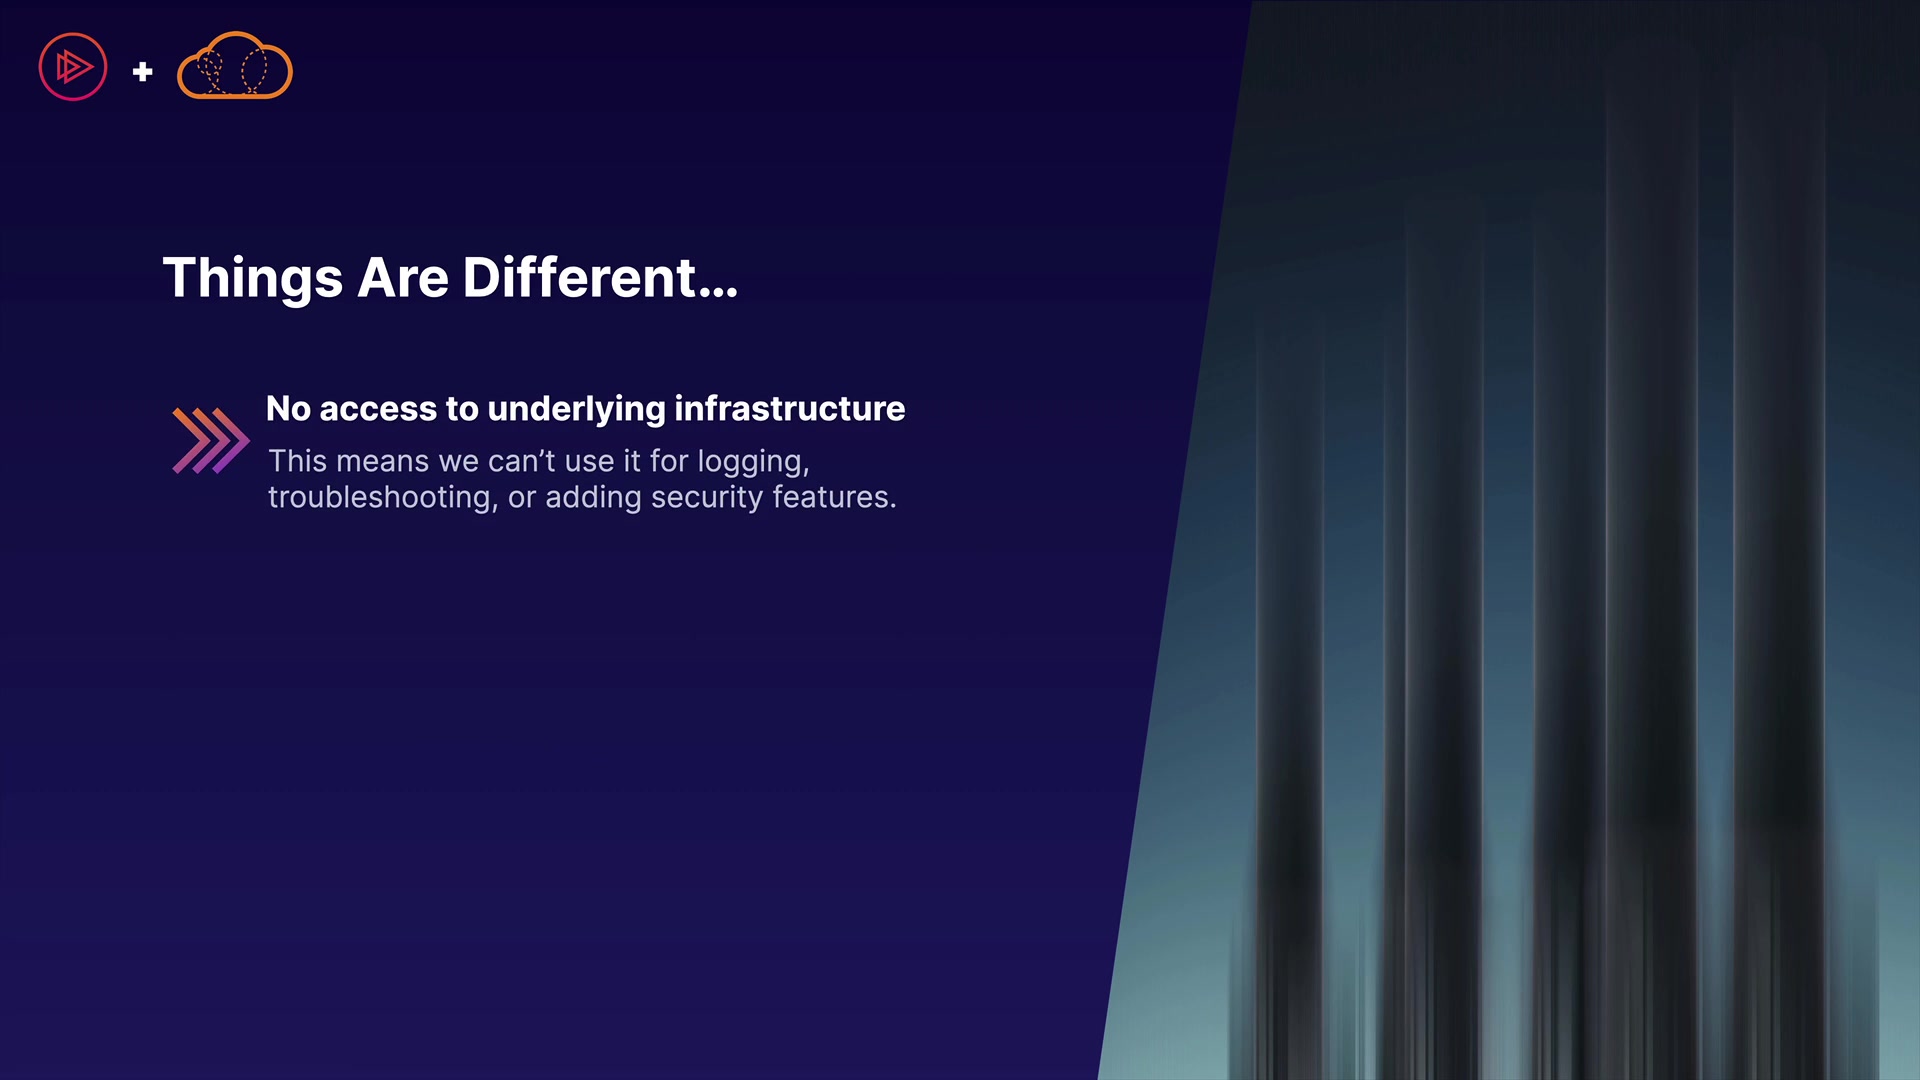 Things Are Different…
No access to underlying infrastructure
This means we can’t use it for logging,
troubleshooting, or adding security features.